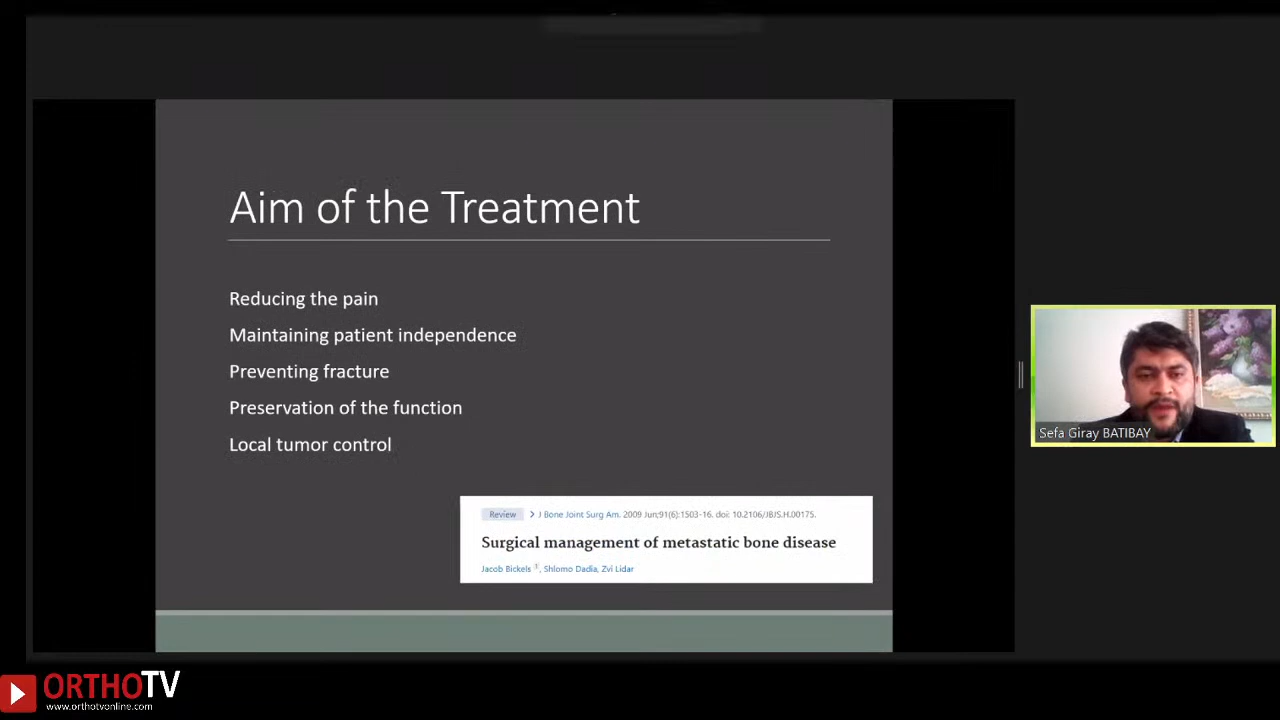 Aim of the Treatment
Reducing the pain
Maintaining patient independence
Preventing fracture
Preservation of the function
Local tumor control
Review > J Bone Joint Surg Am. 2009 Jun;91(6):1503-16. doi: 10.2106/JBJS.H.00175.
Surgical management of metastatic bone disease
Jacob Bickels 1, Shlomo Dadia, Zvi Lidar
Sefa Giray BATIBAY
ORTHOTV
www.orthotvonline.com